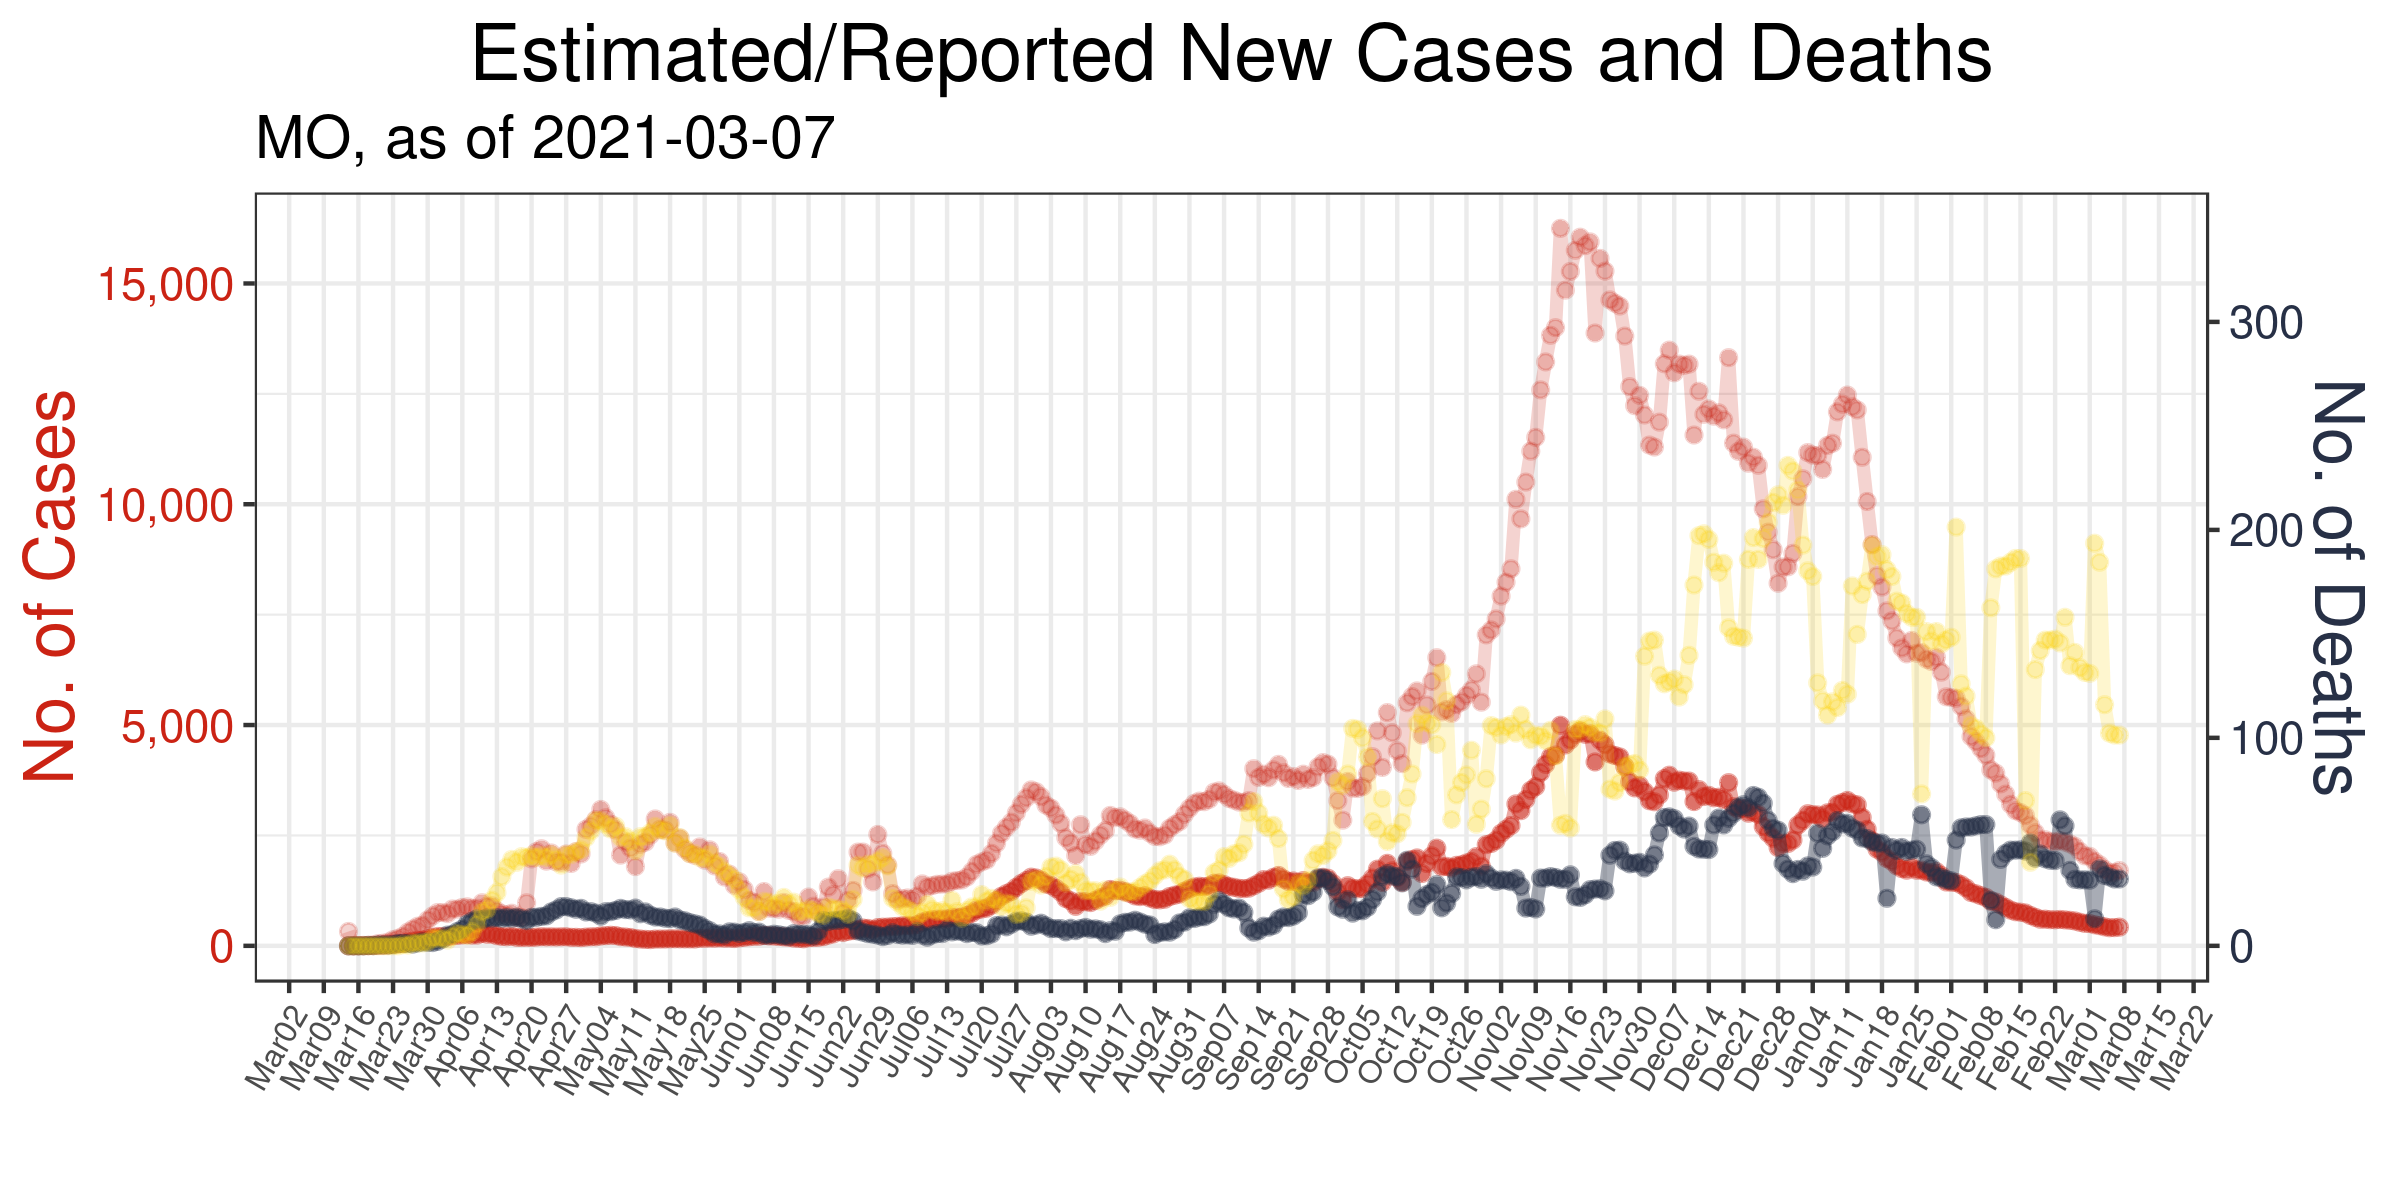 Estimated/Reported New Cases and Deaths
MO, as of 2021-03-07
No. of Cases
15,000
10,000
5,000
0
300
200
100
0
No. of Deaths
Mar02
Mar09
Mar16
Mar23
Mar30
Apr06
Apr13
Apr20
Apr27
May04
May11
May18
May25
Jun01
Jun08
Jun15
Jun22
Jun29
Jul06
Jul13
Jul20
Jul27
Aug03
Aug10
Aug17
Aug24
Aug31
Sep07
Sep14
Sep21
Sep28
Oct05
Oct12
Oct19
Oct26
Nov02
Nov09
Nov16
Nov23
Nov30
Dec07
Dec14
Dec21
Dec28
Jan04
Jan11
Jan18
Jan25
Feb01
Feb08
Feb15
Feb22
Mar01
Mar08
Mar15
Mar22